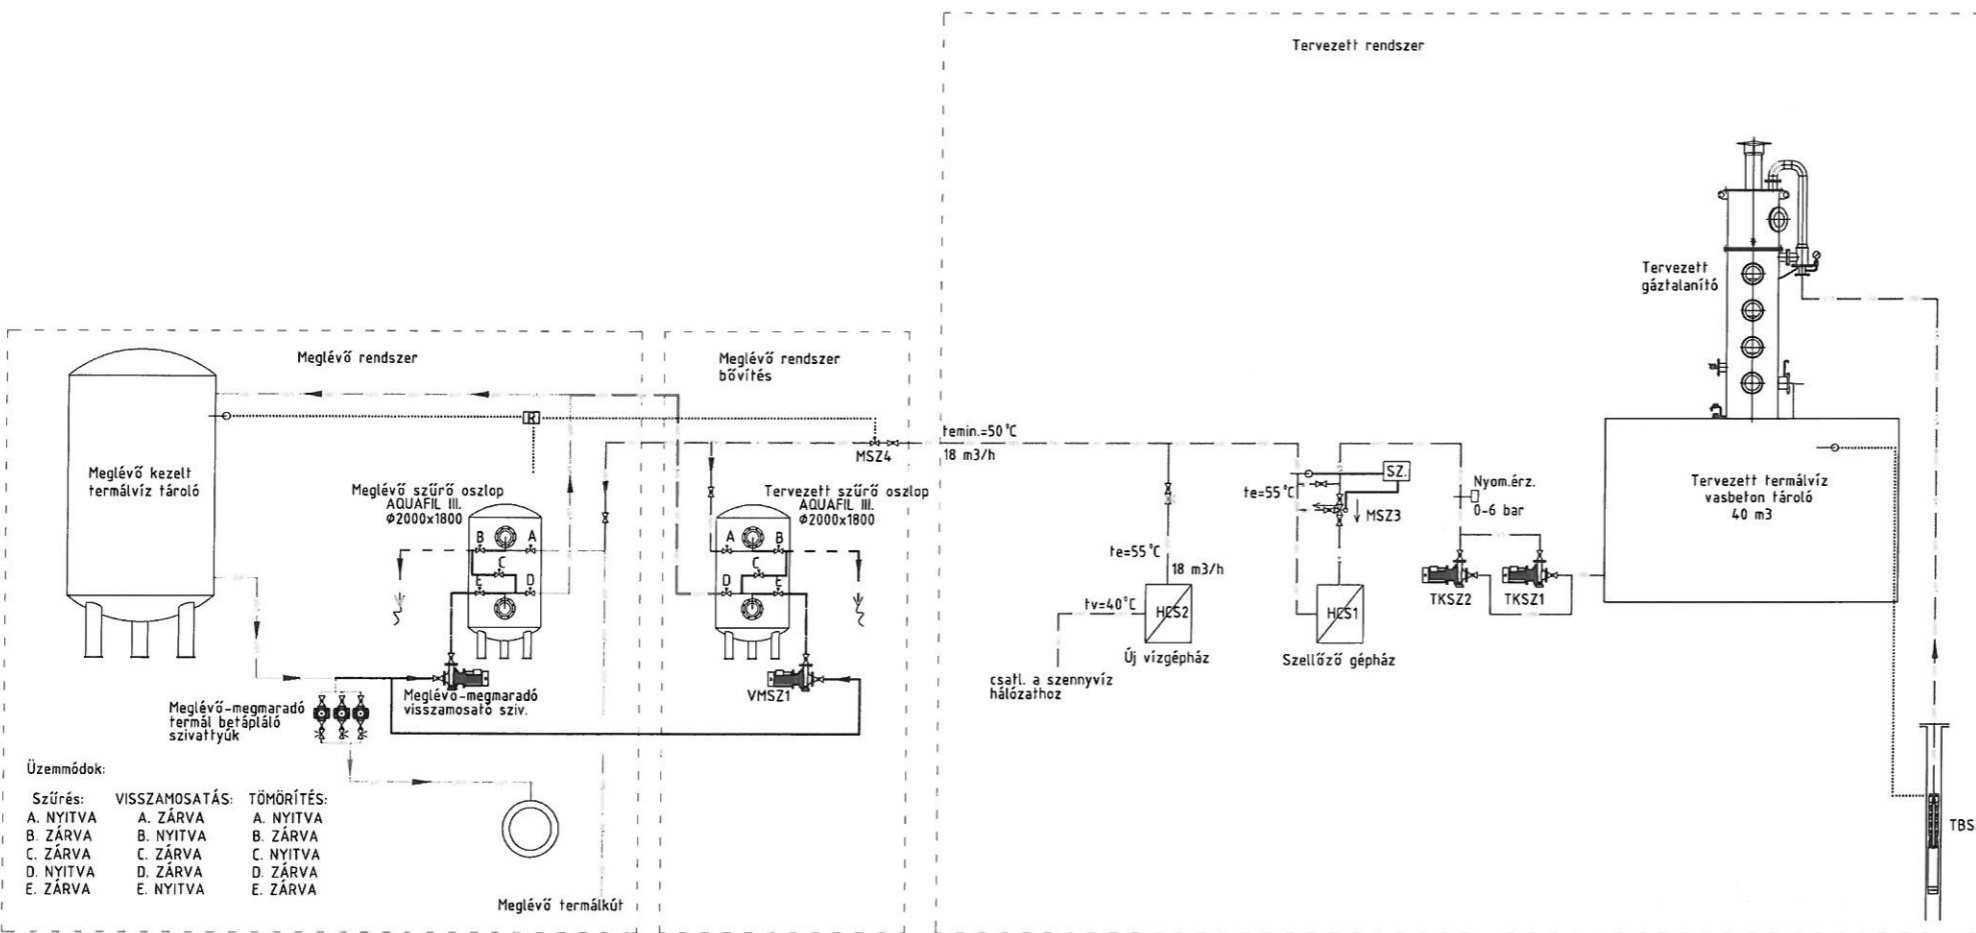 Tervezett rendszer
Tervezett
gáztalanító
Meglévő rendszer
Meglévő rendszer
bővítés
R
Meglévő kezelt
termálvíz tároló
Meglévő szűrő oszlop
AQUAFIL III.
Φ2000x1800
B
A
C
E
D
Tervezett szűrő oszlop
AQUAFIL III.
Φ2000x1800
A
B
C
D
E
MSZ4
temin.=50°C
18 m3/h
te=55°C
SZ.
MSZ3
Nyom.érz.
0-6 bar
Tervezett termálvíz
vasbeton tároló
40 m3
te=55°C
18 m3/h
tv=40°C
HCS2
Új vízgépház
HCS1
Szellőző gépház
TKSZ2
TKSZ1
csatl. a szennyvíz
hálózathoz
Meglévő-megmaradó
termál betápláló
szivattyúk
Meglévő-megmaradó
visszamosató sziv.
VMSZ1
Üzemmódok:
Szűrés: VISSZAMOSATÁS: TÖMÖRÍTÉS:
A. NYITVA A. ZÁRVA A. NYITVA
B. ZÁRVA B. NYITVA B. ZÁRVA
C. ZÁRVA C. ZÁRVA C. NYITVA
D. NYITVA D. ZÁRVA D. ZÁRVA
E. ZÁRVA E. NYITVA E. ZÁRVA
Meglévő termálkút